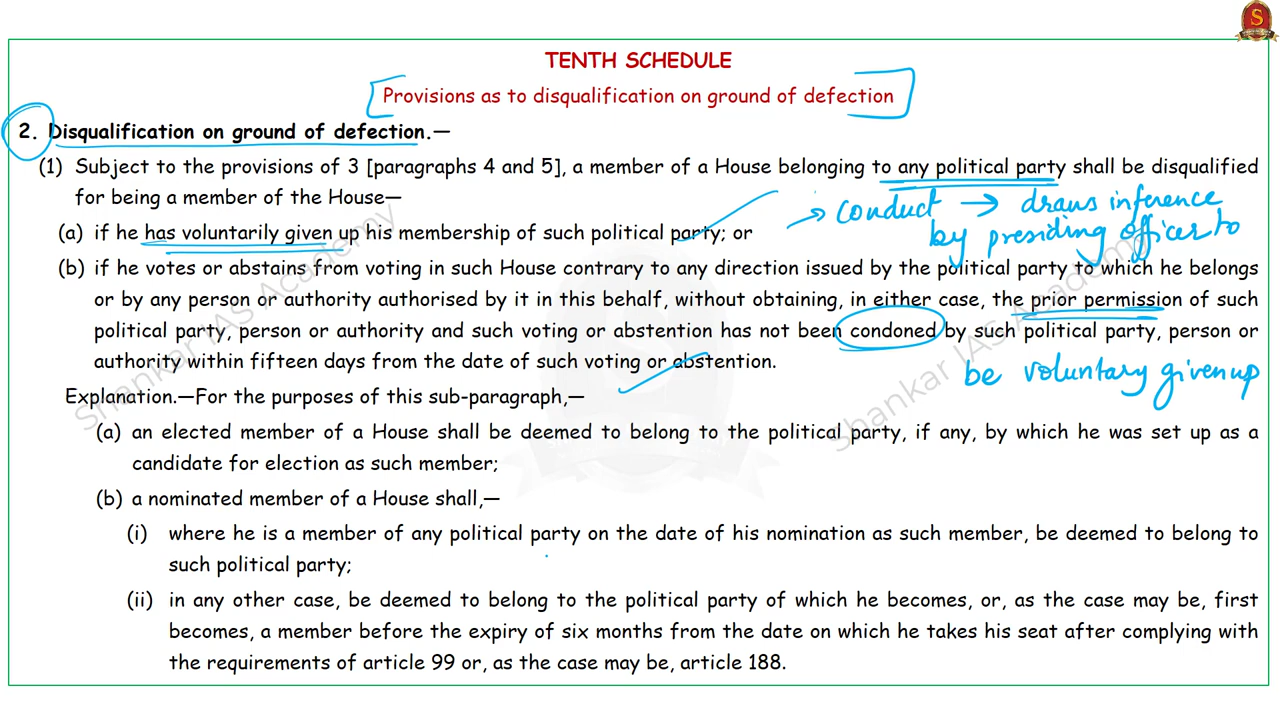 S
TENTH SCHEDULE
Provisions as to disqualification on ground of defection
2. Disqualification on ground of defection.—
(1) Subject to the provisions of 3 [paragraphs 4 and 5], a member of a House belonging to any political party shall be disqualified
for being a member of the House—
→ conduct → draws inference
(a) if he has voluntarily given up his membership of such political party; or
by presiding officer to
(b) if he votes or abstains from voting in such House contrary to any direction issued by the political party to which he belongs
or by any person or authority authorised by it in this behalf, without obtaining, in either case, the prior permission of such
political party, person or authority and such voting or abstention has not been condoned by such political party, person or
authority within fifteen days from the date of such voting or abstention.
be voluntary given up
Explanation.—For the purposes of this sub-paragraph,—
(a) an elected member of a House shall be deemed to belong to the political party, if any, by which he was set up as a
candidate for election as such member;
(b) a nominated member of a House shall,—
(i) where he is a member of any political party on the date of his nomination as such member, be deemed to belong to
such political party;
(ii) in any other case, be deemed to belong to the political party of which he becomes, or, as the case may be, first
becomes, a member before the expiry of six months from the date on which he takes his seat after complying with
the requirements of article 99 or, as the case may be, article 188.
Shankar IAS Academy
Shankar IAS Academy